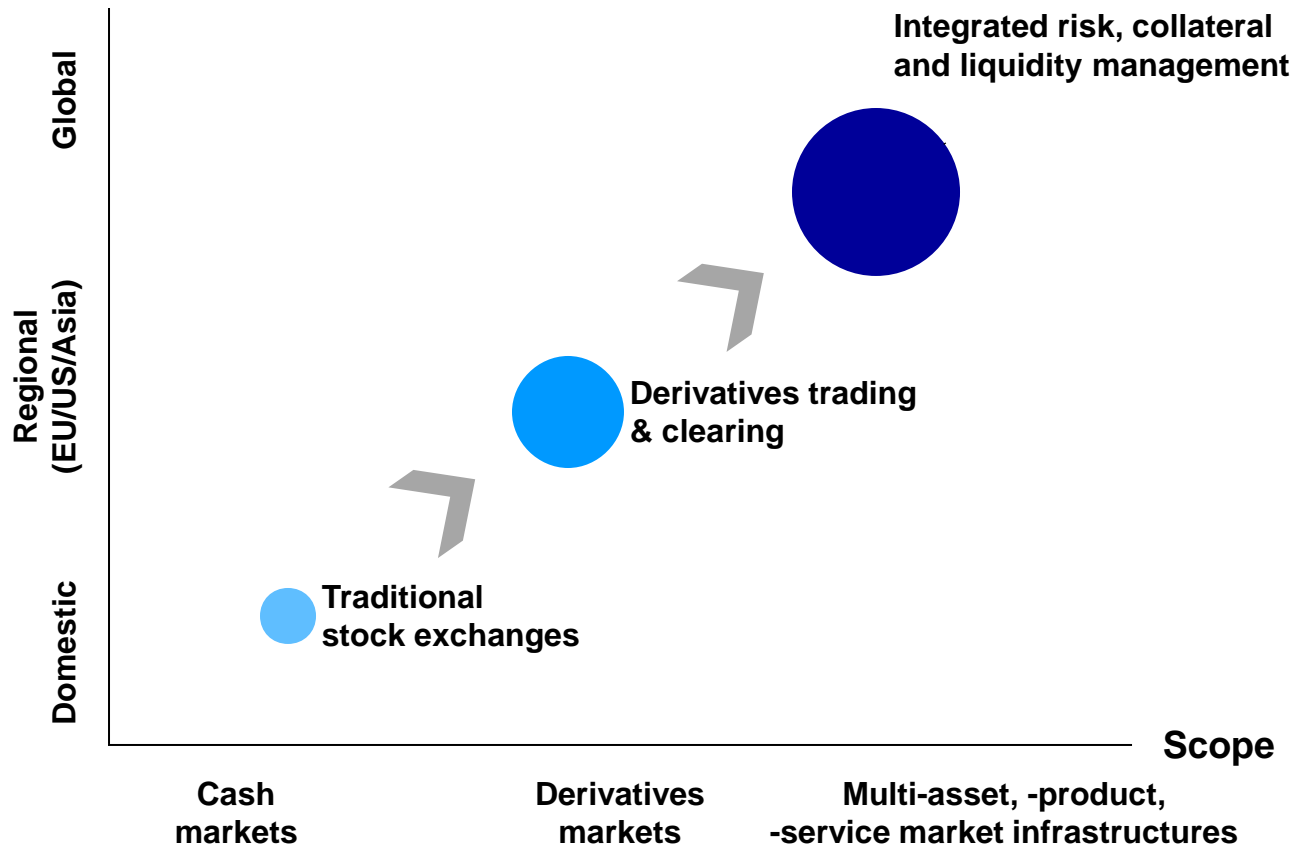 Integrated risk, collateral
and liquidity management
Global
Regional
(EU/US/Asia)
Derivatives trading
& clearing
Domestic
Traditional
stock exchanges
Scope
Cash
markets
Derivatives
markets
Multi-asset, -product,
-service market infrastructures